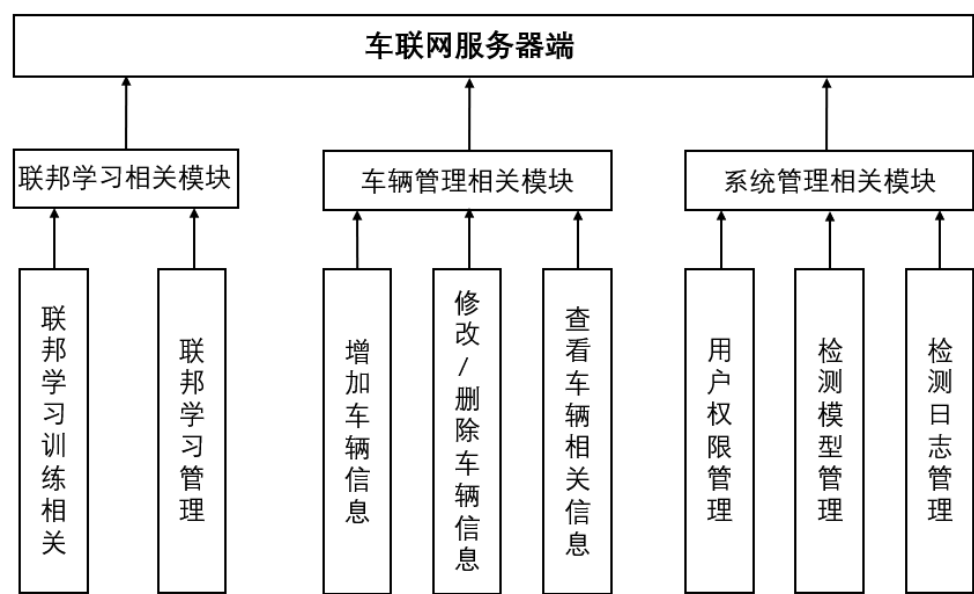 车联网服务器端
联邦学习相关模块
车辆管理相关模块
系统管理相关模块
联邦学习训练相关
联邦学习管理
增加车辆信息
修改/删除车辆信息
查看车辆相关信息
用户权限管理
检测模型管理
检测日志管理